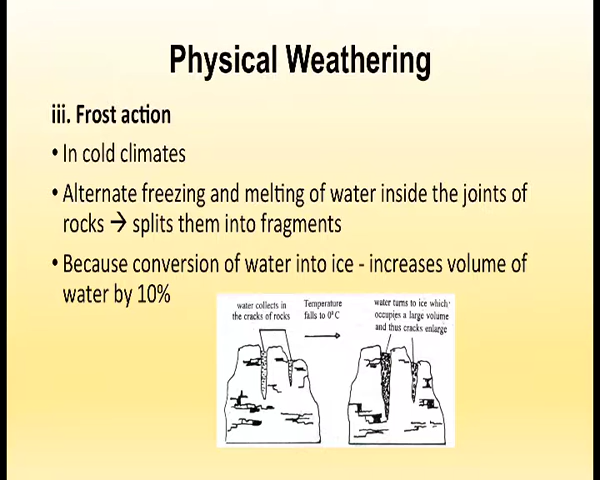 Physical Weathering
iii. Frost action
• In cold climates
• Alternate freezing and melting of water inside the joints of
rocks → splits them into fragments
• Because conversion of water into ice - increases volume of
water by 10%
water collects in
the cracks of rocks
Temperature
falls to 0°C
water turns to ice which
occupies a large volume
and thus cracks enlarge